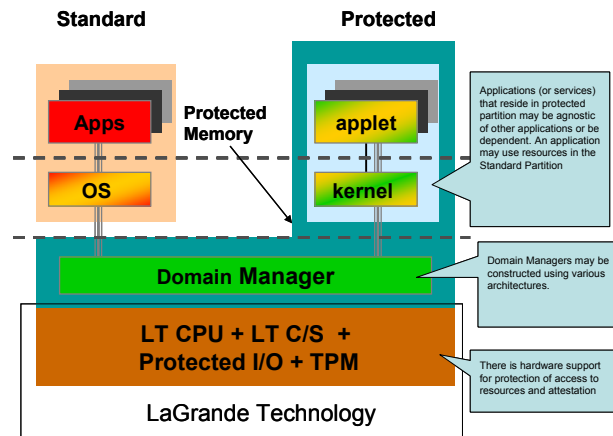 Standard
Protected
Apps
OS
Protected
Memory
applet
kernel
Applications (or services)
that reside in protected
partition may be agnostic
of other applications or be
dependent. An application
may use resources in the
Standard Partition
Domain Manager
Domain Managers may be
constructed using various
architectures.
LT CPU + LT C/S +
Protected I/O + TPM
There is hardware support
for protection of access to
resources and attestation
LaGrande Technology